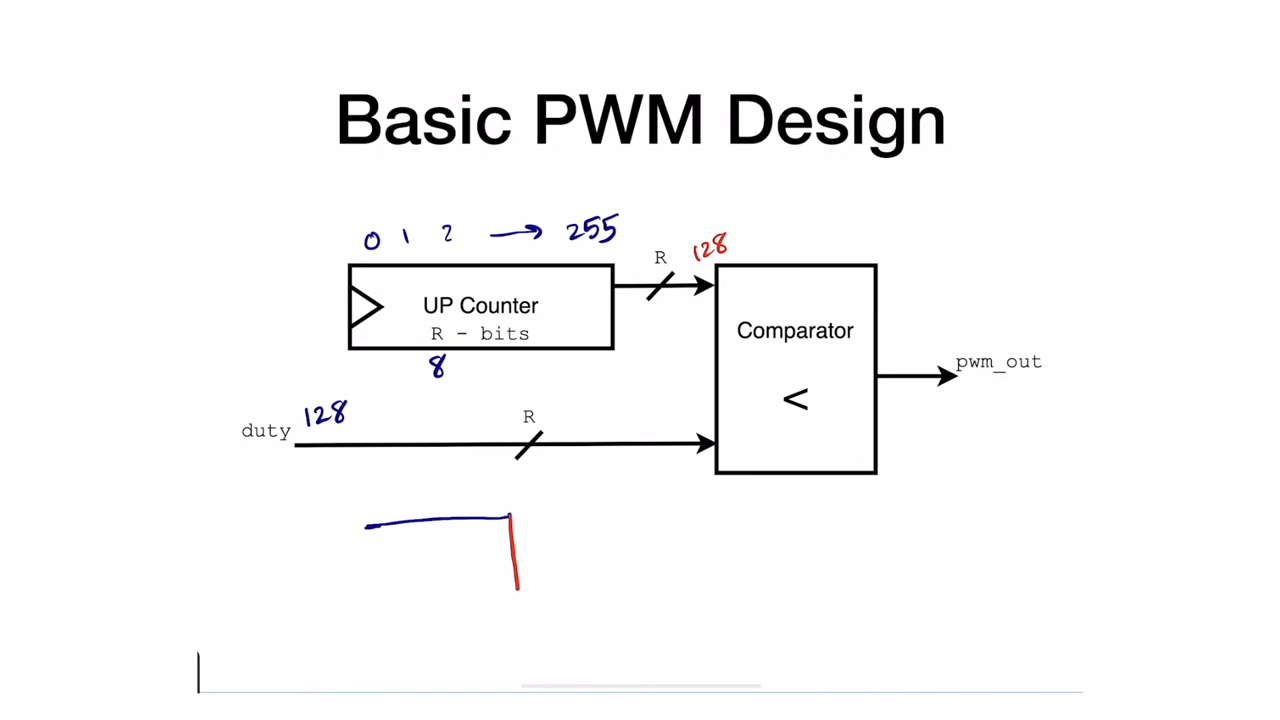 Basic PWM Design
0 1 2 → 255
R 128
UP Counter
R - bits
8
Comparator
<
pwm_out
128
duty
R